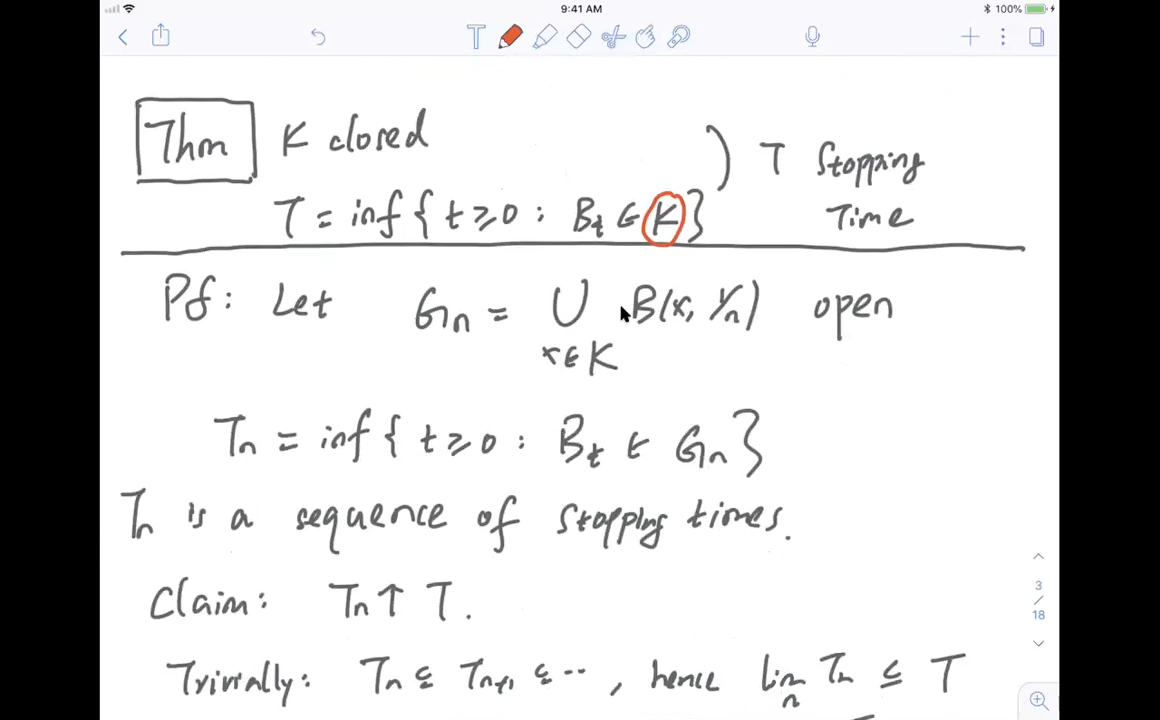 9:41 AM
100%
Thm K closed
T = inf { t ≥ 0 : B_t ∈ K } ) T Stopping Time
Pf: Let G_n = ∪_{x∈K} B(x, 1/n) open
T_n = inf { t ≥ 0 : B_t ∈ G_n }
T_n is a sequence of stopping times.
Claim: T_n ↑ T.
Trivially: T_n ≤ T_{n+1} ≤ ··· , hence lim_n T_n ≤ T
3
/
18